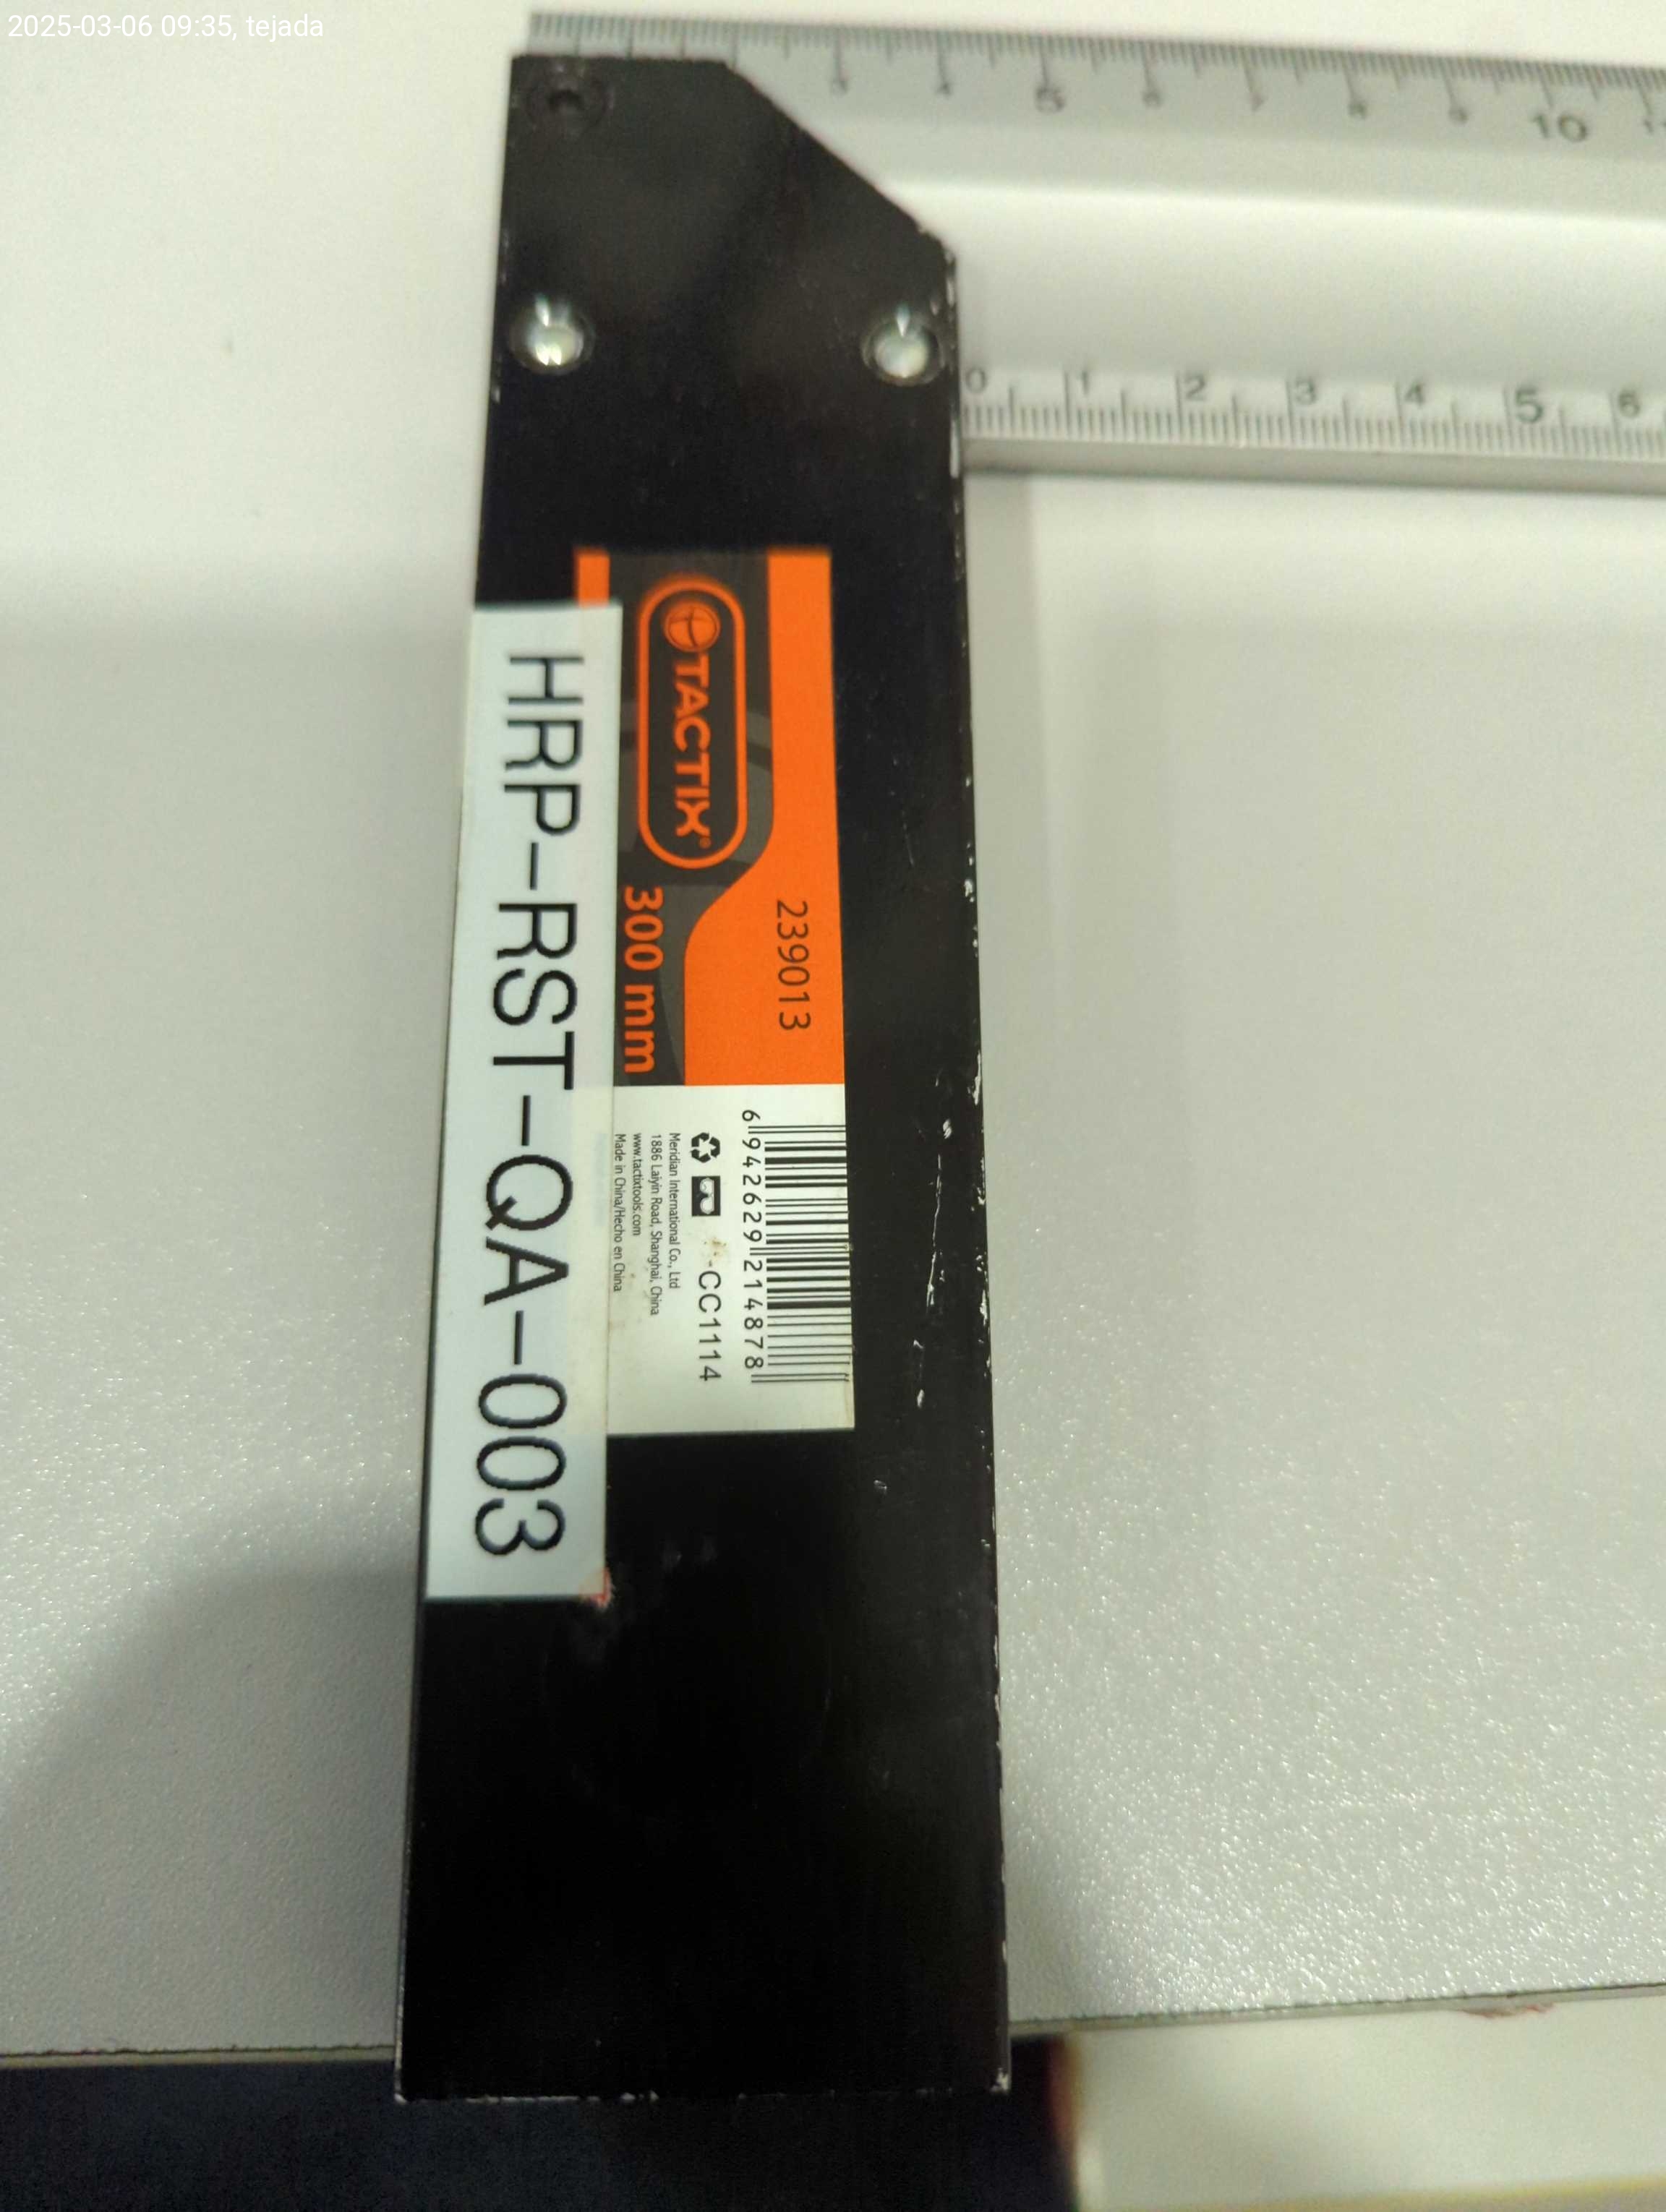 2025-03-06 09:35, tejada
3 4 5 6 7 8 9 10 11
0 1 2 3 4 5 6
TACTIX®
300 mm
239013
6 942629 214878
CC1114
Meridian International Co., Ltd
1886 Laiyin Road, Shanghai, China
www.tactixtools.com
Made in China/Hecho en China
HRP-RST-QA-003